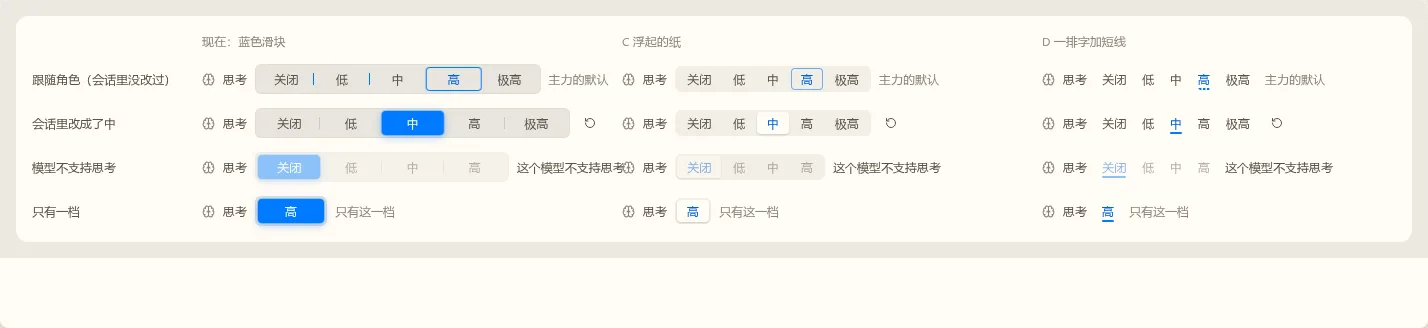 现在：蓝色滑块 C 浮起的纸 D 一排字加短线
跟随角色（会话里没改过） 思考 关闭 低 中 高 极高 主力的默认 思考 关闭 低 中 高 极高 主力的默认 思考 关闭 低 中 高 极高 主力的默认
会话里改成了中 思考 关闭 低 中 高 极高 思考 关闭 低 中 高 极高 思考 关闭 低 中 高 极高
模型不支持思考 思考 关闭 低 中 高 这个模型不支持思考 思考 关闭 低 中 高 这个模型不支持思考 思考 关闭 低 中 高 这个模型不支持思考
只有一档 思考 高 只有这一档 思考 高 只有这一档 思考 高 只有这一档